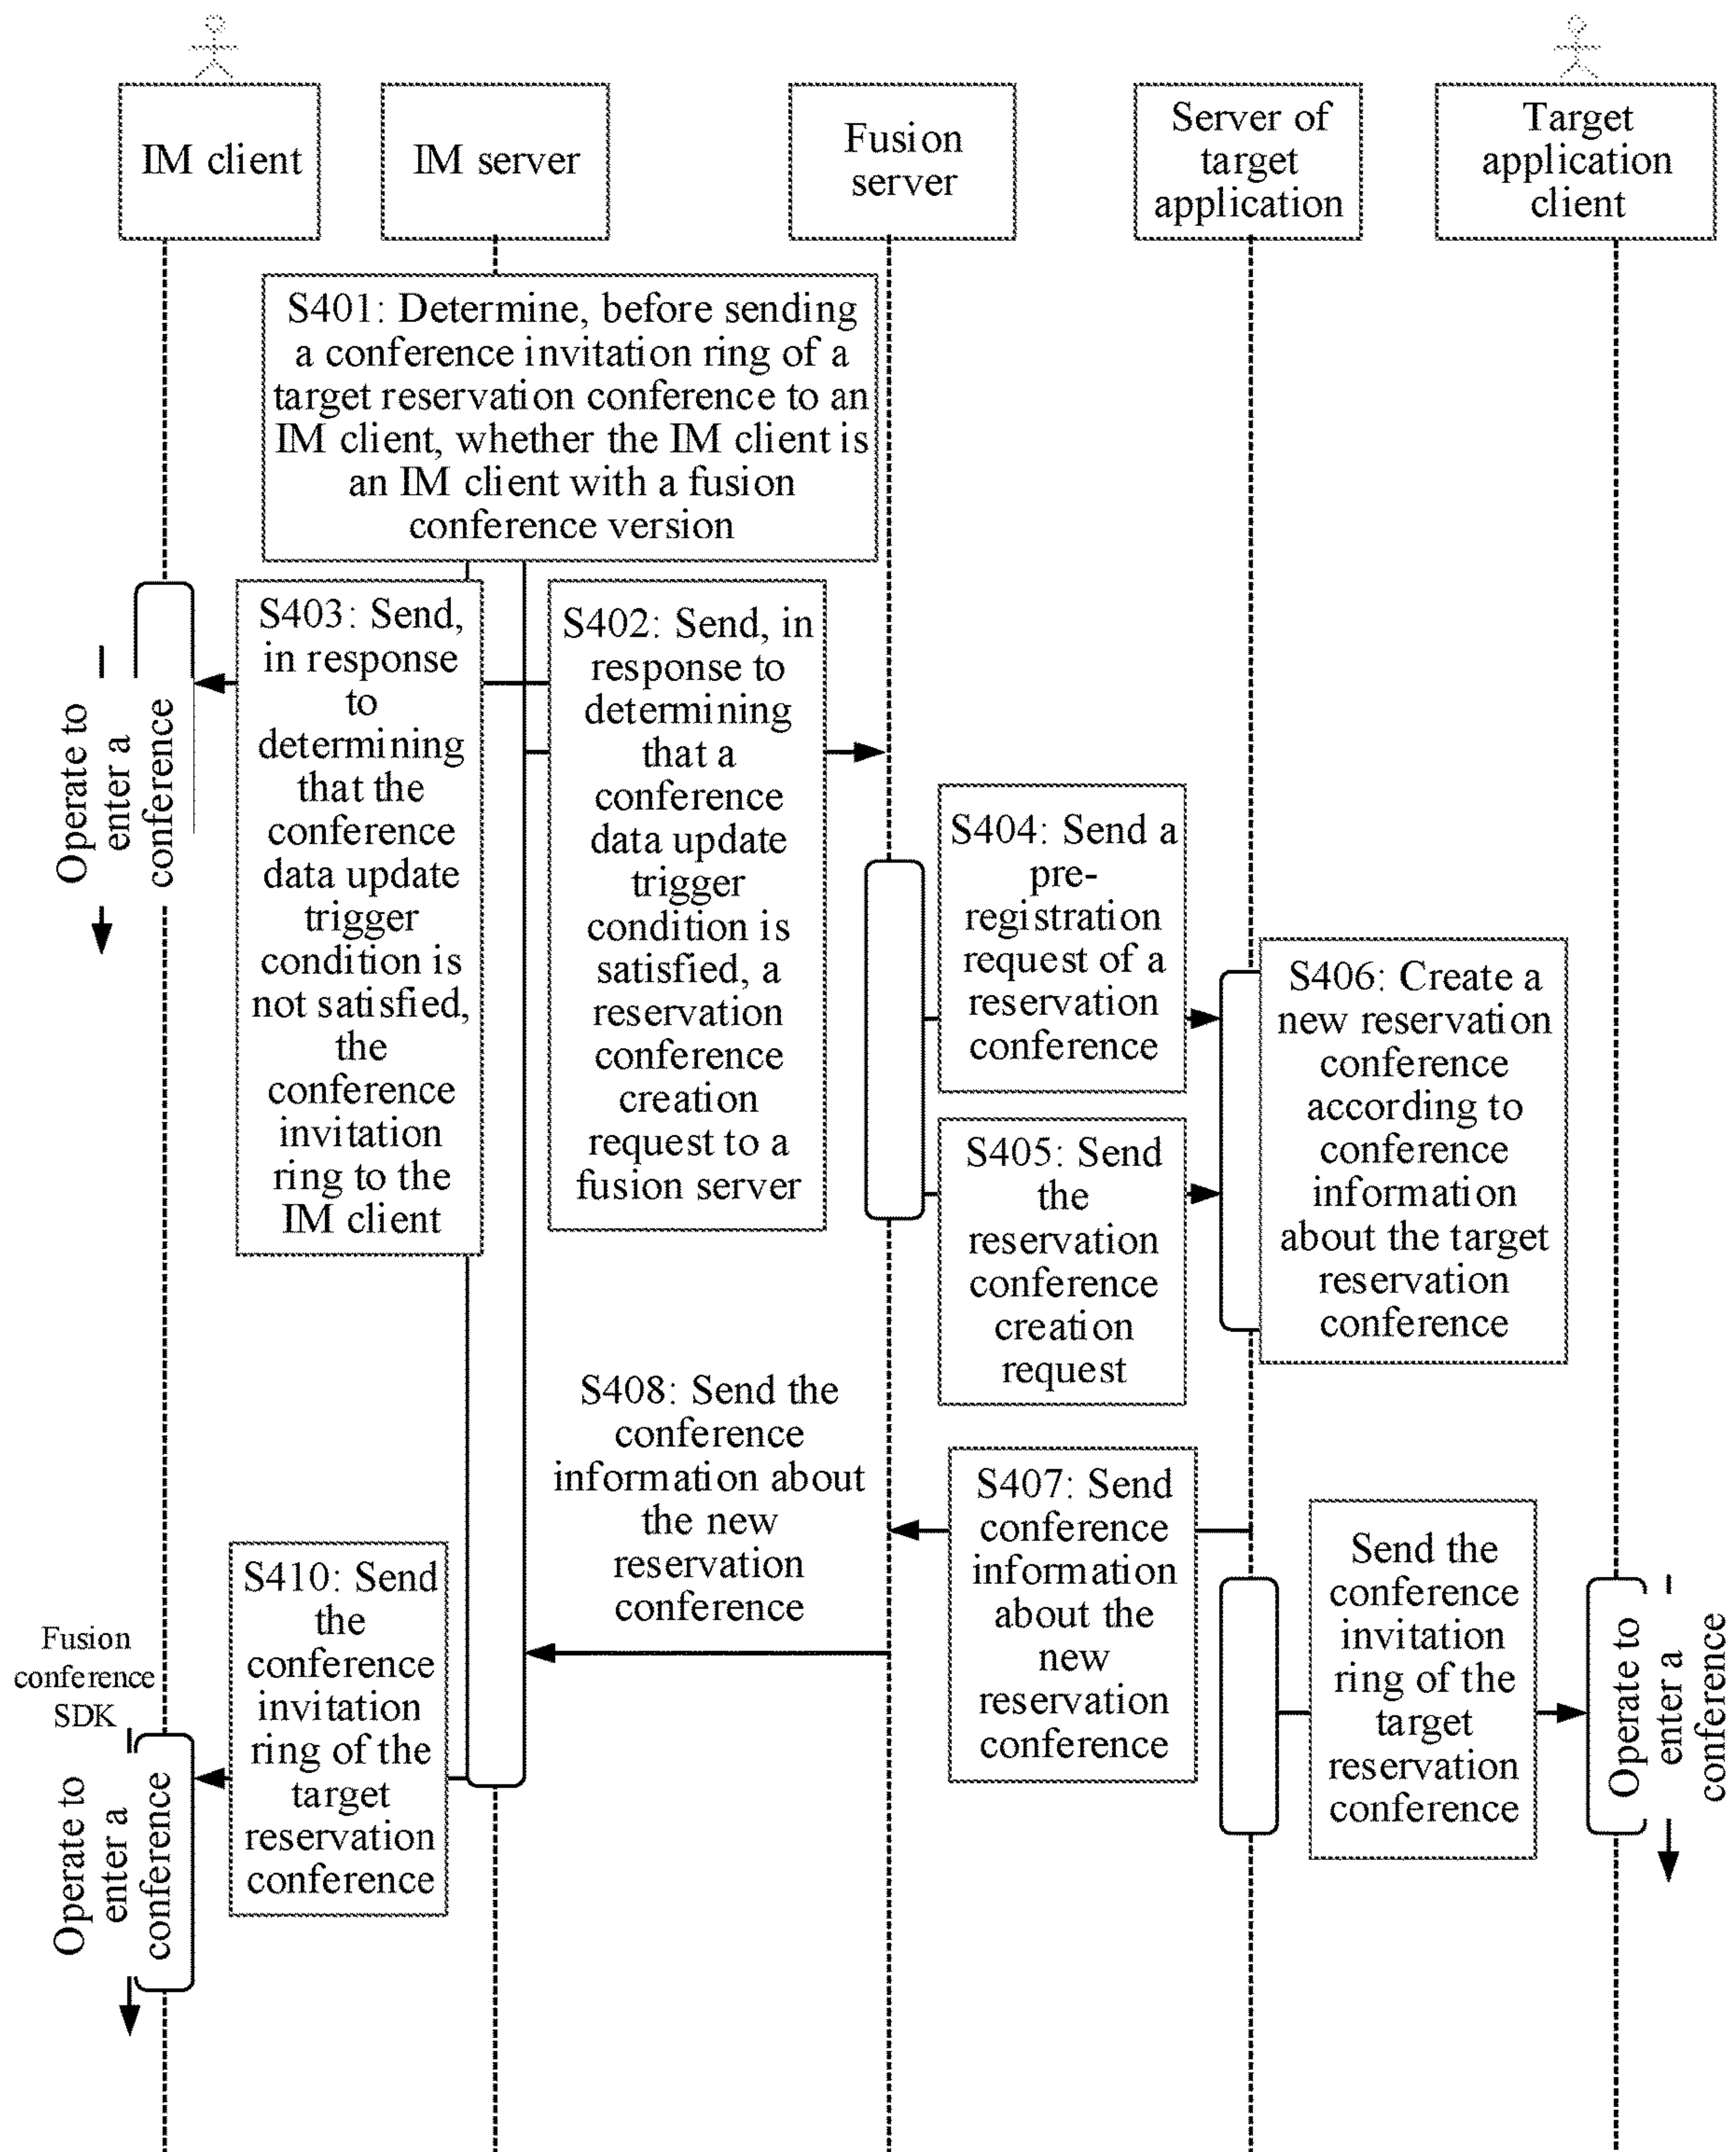 IM client
IM server
Fusion
server
Server of
target
application
Target
application
client
S401: Determine, before sending
a conference invitation ring of a
target reservation conference to an
IM client, whether the IM client is
an IM client with a fusion
conference version
S403: Send,
in response
to
determining
that the
conference
data update
trigger
condition is
not satisfied,
the
conference
invitation
ring to the
IM client
S402: Send, in
response to
determining
that a
conference
data update
trigger
condition is
satisfied, a
reservation
conference
creation
request to a
fusion server
Operate to
enter a
conference
S404: Send a
pre-
registration
request of a
reservation
conference
S405: Send
the
reservation
conference
creation
request
S406: Create a
new reservation
conference
according to
conference
information
about the target
reservation
conference
S408: Send the
conference
information about
the new
reservation
conference
S407: Send
conference
information
about the
new
reservation
conference
Send the
conference
invitation
ring of the
target
reservation
conference
Operate to
enter a
conference
S410: Send
the
conference
invitation
ring of the
target
reservation
conference
Fusion
conference
SDK
Operate to
enter a
conference